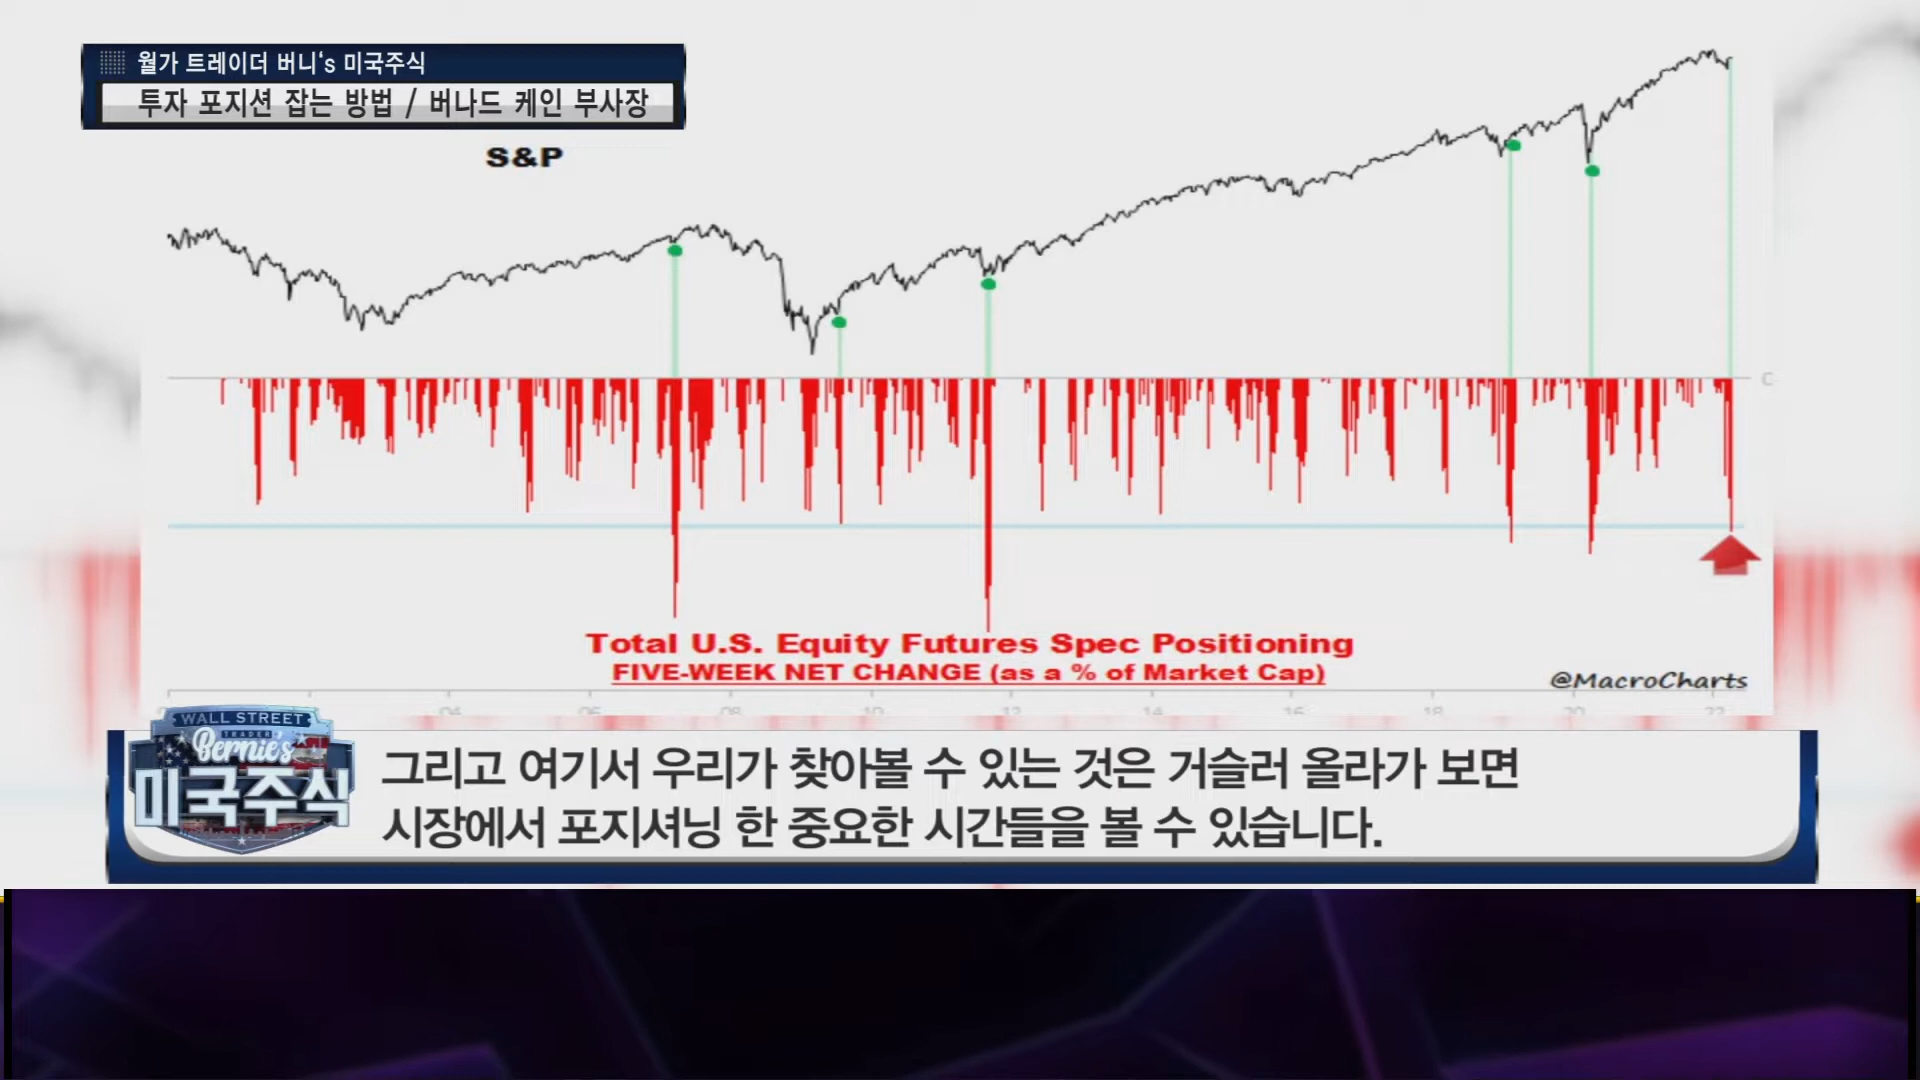 월가 트레이더 버니‘s 미국주식
투자 포지션 잡는 방법 / 버나드 케인 부사장
S&P
Total U.S. Equity Futures Spec Positioning
FIVE-WEEK NET CHANGE (as a % of Market Cap)
@MacroCharts
WALL STREET
TRADER
Bernie's
미국주식
그리고 여기서 우리가 찾아볼 수 있는 것은 거슬러 올라가 보면
시장에서 포지셔닝 한 중요한 시간들을 볼 수 있습니다.